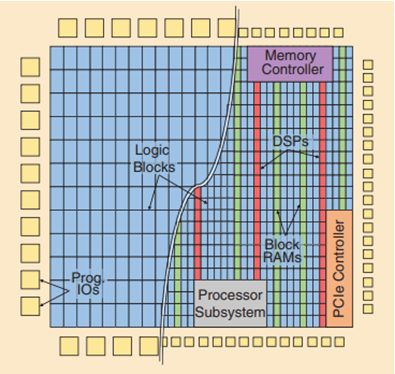 Memory
Controller
Logic
Blocks
DSPs
Block
RAMs
Prog.
IOs
Processor
Subsystem
PCIe Controller